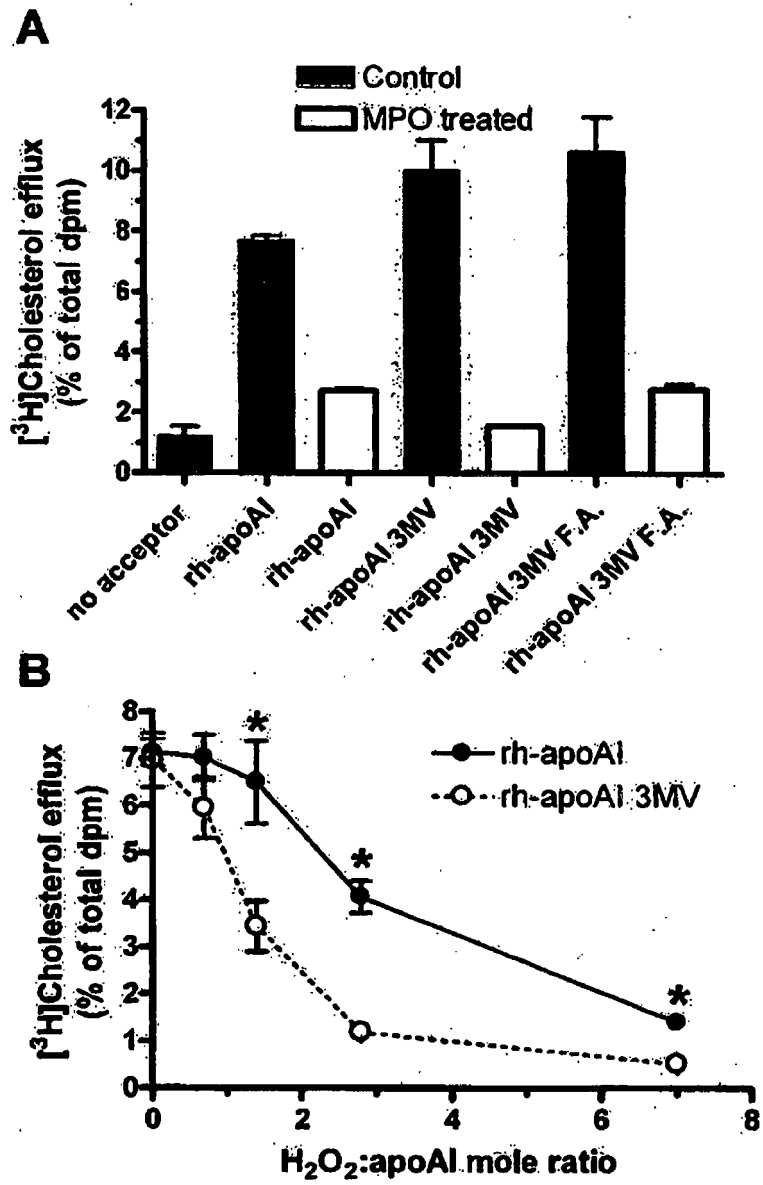 A
Control
MPO treated
[³H]Cholesterol efflux
(% of total dpm)
12
10
8
6
4
2
0
no acceptor
rh-apoAI
rh-apoAI
rh-apoAI 3MV
rh-apoAI 3MV
rh-apoAI 3MV F.A.
rh-apoAI 3MV F.A.
B
[³H]Cholesterol efflux
(% of total dpm)
8
7
6
5
4
3
2
1
0
*
*
*
rh-apoAI
rh-apoAI 3MV
0 2 4 6 8
H₂O₂:apoAI mole ratio